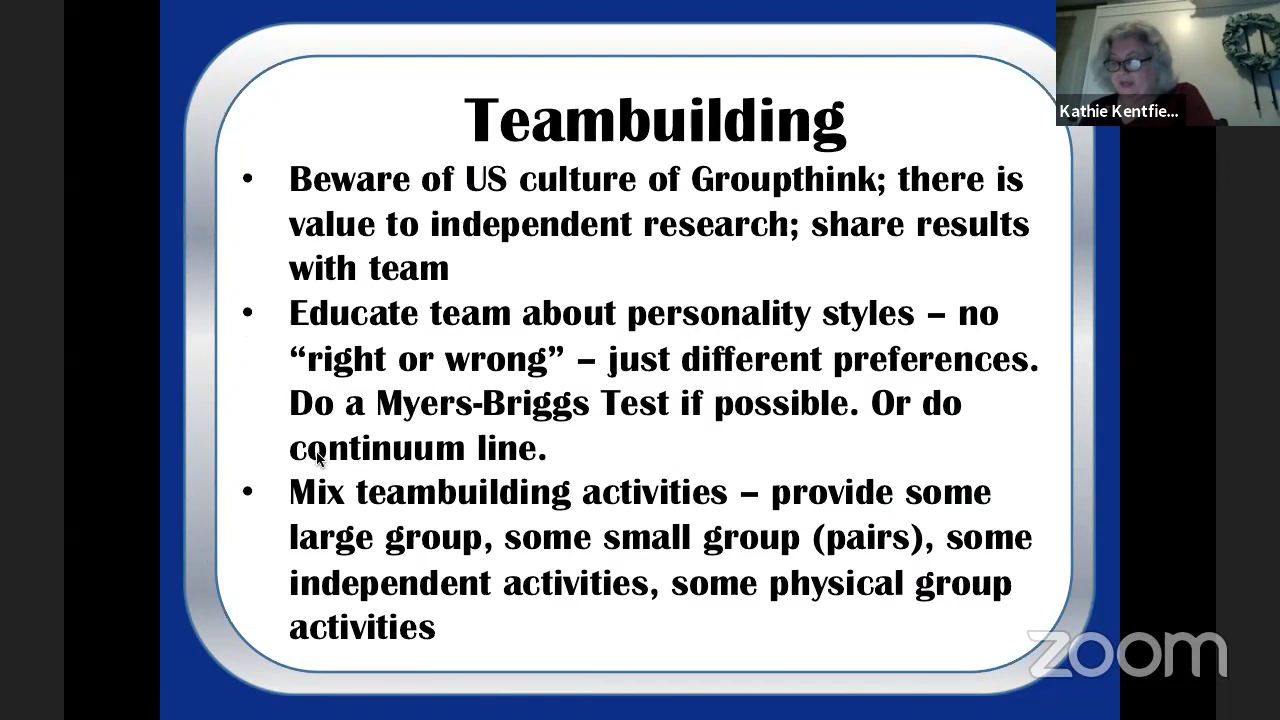 Teambuilding
• Beware of US culture of Groupthink; there is
value to independent research; share results
with team
• Educate team about personality styles – no
“right or wrong” – just different preferences.
Do a Myers-Briggs Test if possible. Or do
continuum line.
• Mix teambuilding activities – provide some
large group, some small group (pairs), some
independent activities, some physical group
activities
Kathie Kentfie...
zoom